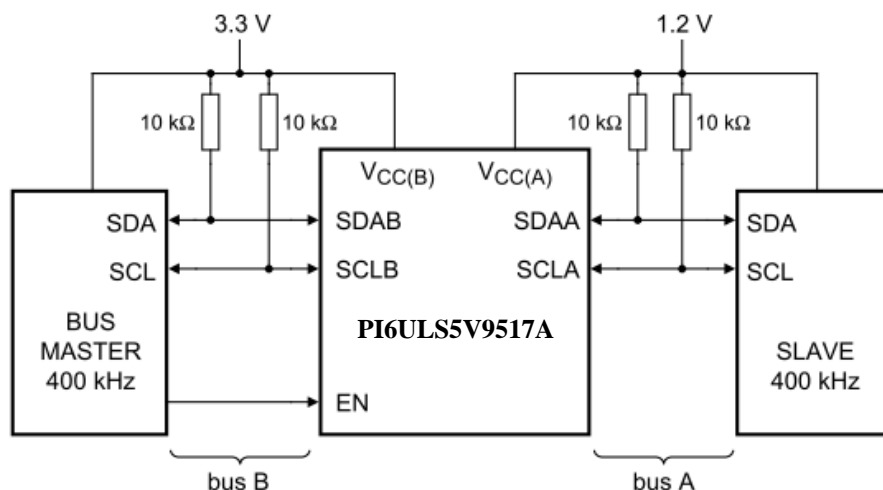 3.3 V
1.2 V
10 kΩ
10 kΩ
10 kΩ
10 kΩ
VCC(B)
VCC(A)
SDA
SDAB
SDAA
SDA
SCL
SCLB
SCLA
SCL
PI6ULS5V9517A
BUS
MASTER
400 kHz
SLAVE
400 kHz
EN
bus B
bus A